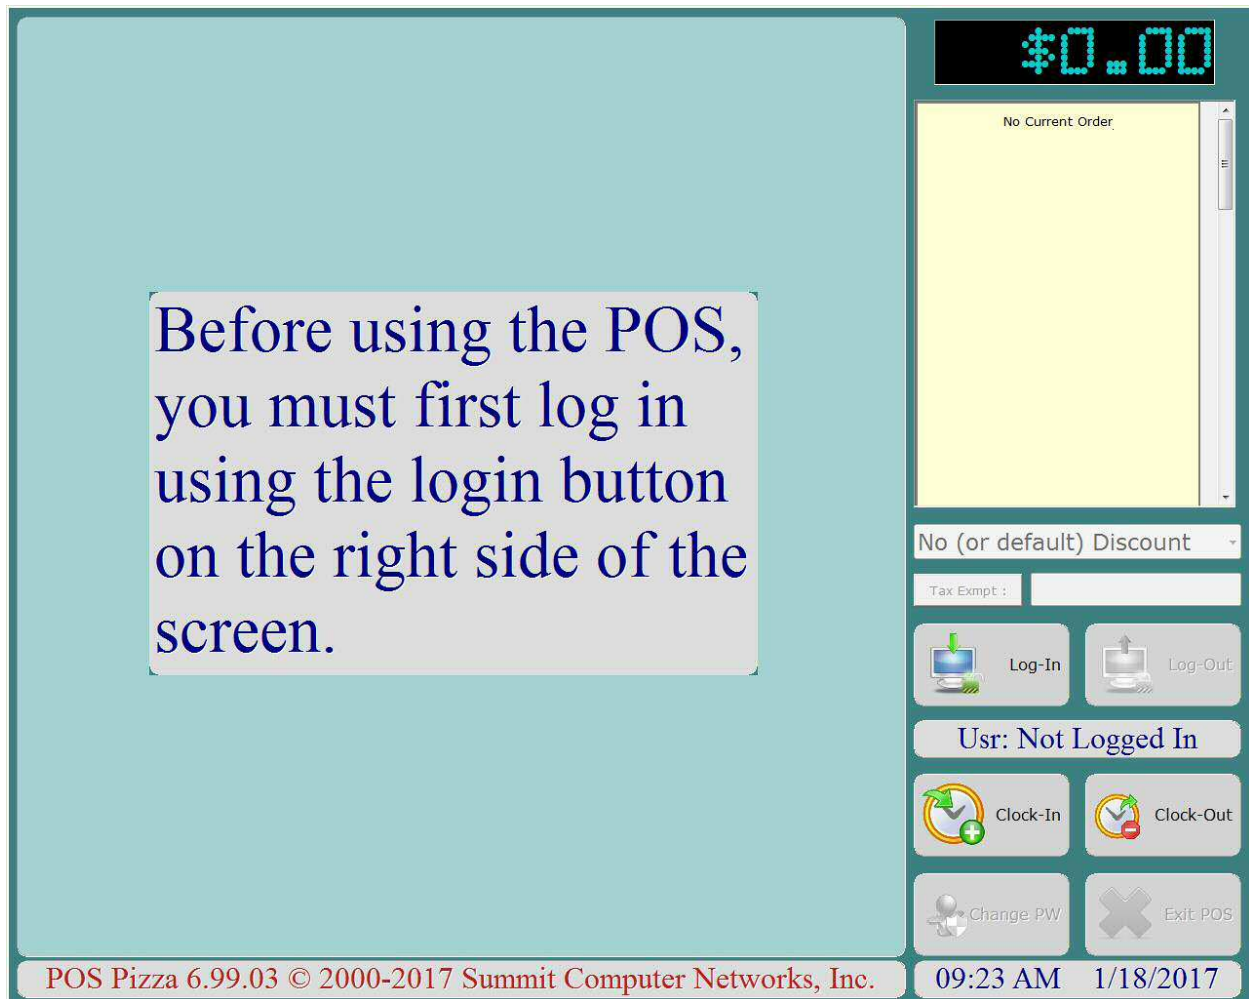 $0.00
No Current Order
Before using the POS,
you must first log in
using the login button
on the right side of the
screen.
No (or default) Discount
Tax Exmpt :
Log-In
Log-Out
Usr: Not Logged In
Clock-In
Clock-Out
Change PW
Exit POS
POS Pizza 6.99.03 © 2000-2017 Summit Computer Networks, Inc.
09:23 AM 1/18/2017